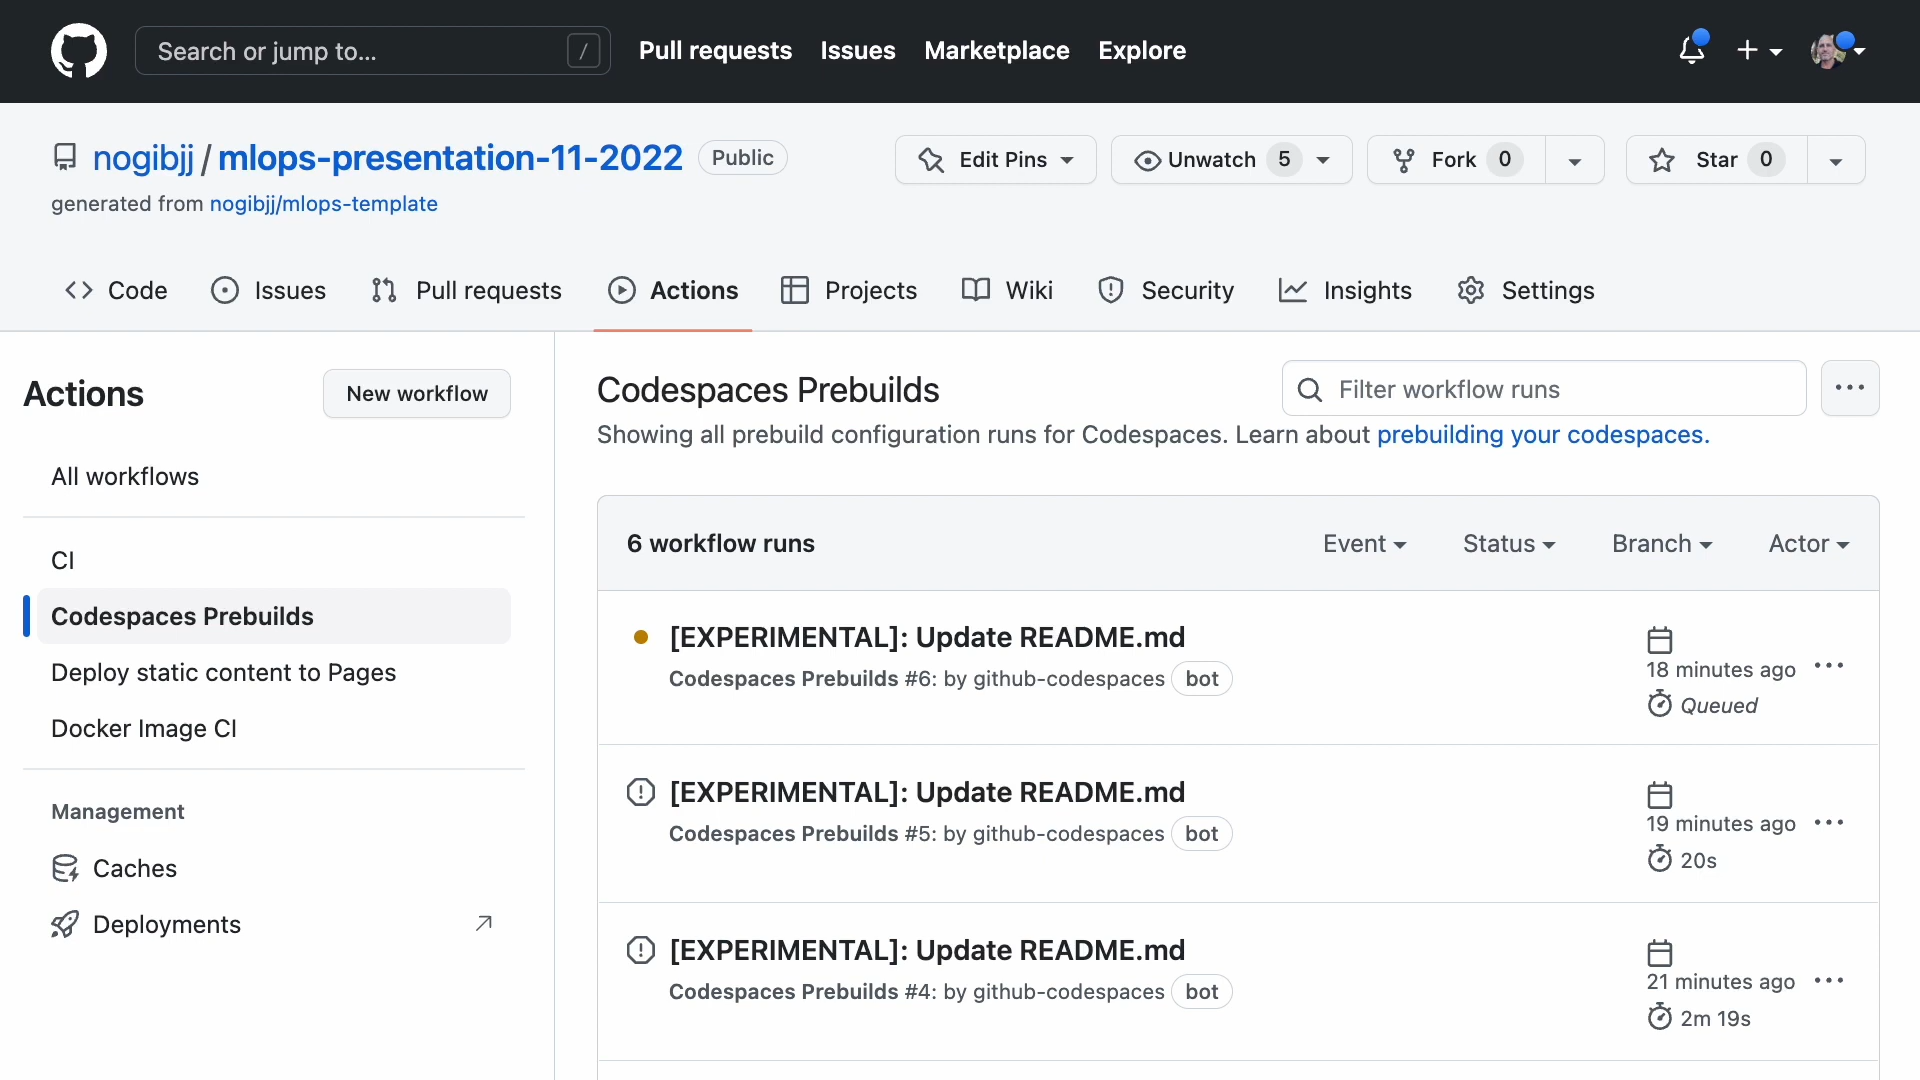 Search or jump to... /
Pull requests Issues Marketplace Explore
nogibjj / mlops-presentation-11-2022 Public
Edit Pins Unwatch 5 Fork 0 Star 0
generated from nogibjj/mlops-template
Code Issues Pull requests Actions Projects Wiki Security Insights Settings
Actions
New workflow
All workflows
CI
Codespaces Prebuilds
Deploy static content to Pages
Docker Image CI
Management
Caches
Deployments
Codespaces Prebuilds
Filter workflow runs
Showing all prebuild configuration runs for Codespaces. Learn about prebuilding your codespaces.
6 workflow runs
Event Status Branch Actor
[EXPERIMENTAL]: Update README.md
Codespaces Prebuilds #6: by github-codespaces bot
18 minutes ago
Queued
[EXPERIMENTAL]: Update README.md
Codespaces Prebuilds #5: by github-codespaces bot
19 minutes ago
20s
[EXPERIMENTAL]: Update README.md
Codespaces Prebuilds #4: by github-codespaces bot
21 minutes ago
2m 19s